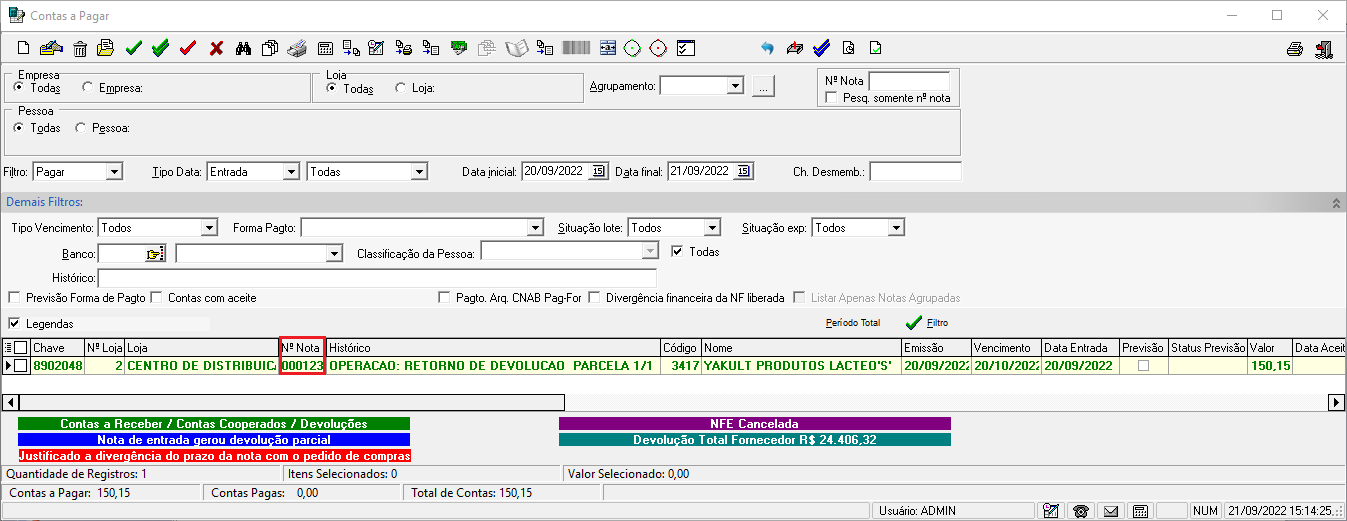 Contas a Pagar
Empresa
Todas
Empresa:
Loja
Todas
Loja:
Agrupamento:
...
Nº Nota
Pesq. somente nº nota
Pessoa
Todas
Pessoa:
Filtro: Pagar
Tipo Data: Entrada
Todas
Data inicial: 20/09/2022 15
Data final: 21/09/2022 15
Ch. Desmemb.:
Demais Filtros:
Tipo Vencimento: Todos
Forma Pagto:
Situação lote: Todos
Situação exp: Todos
Banco:
Classificação da Pessoa:
Todas
Histórico:
Previsão Forma de Pagto
Contas com aceite
Pagto. Arq. CNAB Pag-For
Divergência financeira da NF liberada
Listar Apenas Notas Agrupadas
Legendas
Período Total
Filtro
Chave Nº Loja Loja Nº Nota Histórico Código Nome Emissão Vencimento Data Entrada Previsão Status Previsão Valor Data Aceit
8902048 2 CENTRO DE DISTRIBUIC 000123 OPERACAO: RETORNO DE DEVOLUCAO PARCELA 1/1 3417 YAKULT PRODUTOS LACTEO'S' 20/09/2022 20/10/2022 20/09/2022 150,15
Contas a Receber / Contas Cooperados / Devoluções
NFE Cancelada
Nota de entrada gerou devolução parcial
Devolução Total Fornecedor R$ 24.406,32
Justificado a divergência do prazo da nota com o pedido de compras
Quantidade de Registros: 1
Itens Selecionados: 0
Valor Selecionado: 0,00
Contas a Pagar: 150,15
Contas Pagas: 0,00
Total de Contas: 150,15
Usuário: ADMIN
NUM
21/09/2022 15:14:25